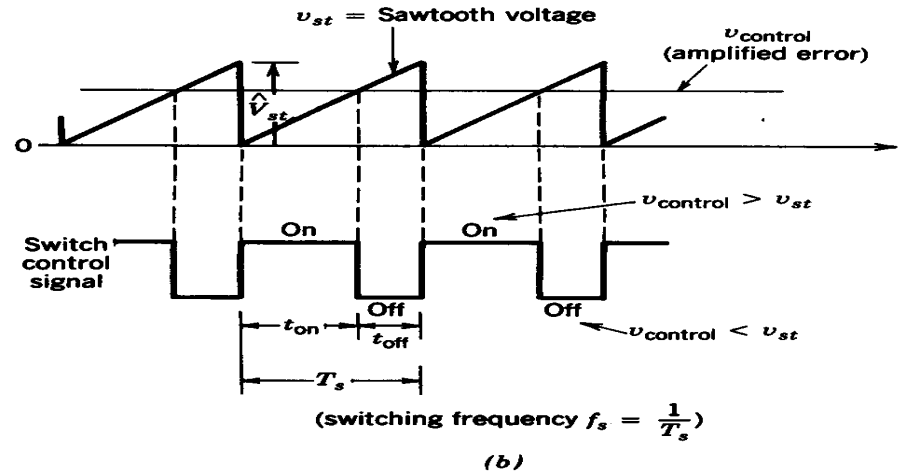 v_st = Sawtooth voltage
v_control
(amplified error)
V̂_st
0
v_control > v_st
On
On
Switch
control
signal
Off
Off
t_on
t_off
v_control < v_st
T_s
(switching frequency f_s = 1/T_s)
(b)